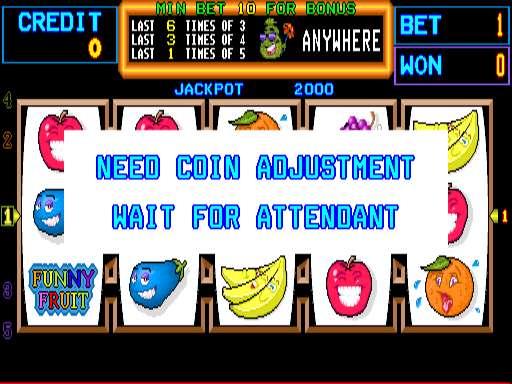 CREDIT
0
MIN BET 10 FOR BONUS
LAST 6 TIMES OF 3
LAST 3 TIMES OF 4
LAST 1 TIMES OF 5
ANYWHERE
BET 1
WON 0
JACKPOT 2000
4
2
1
3
5
1
NEED COIN ADJUSTMENT
WAIT FOR ATTENDANT
FUNNY
FRUIT